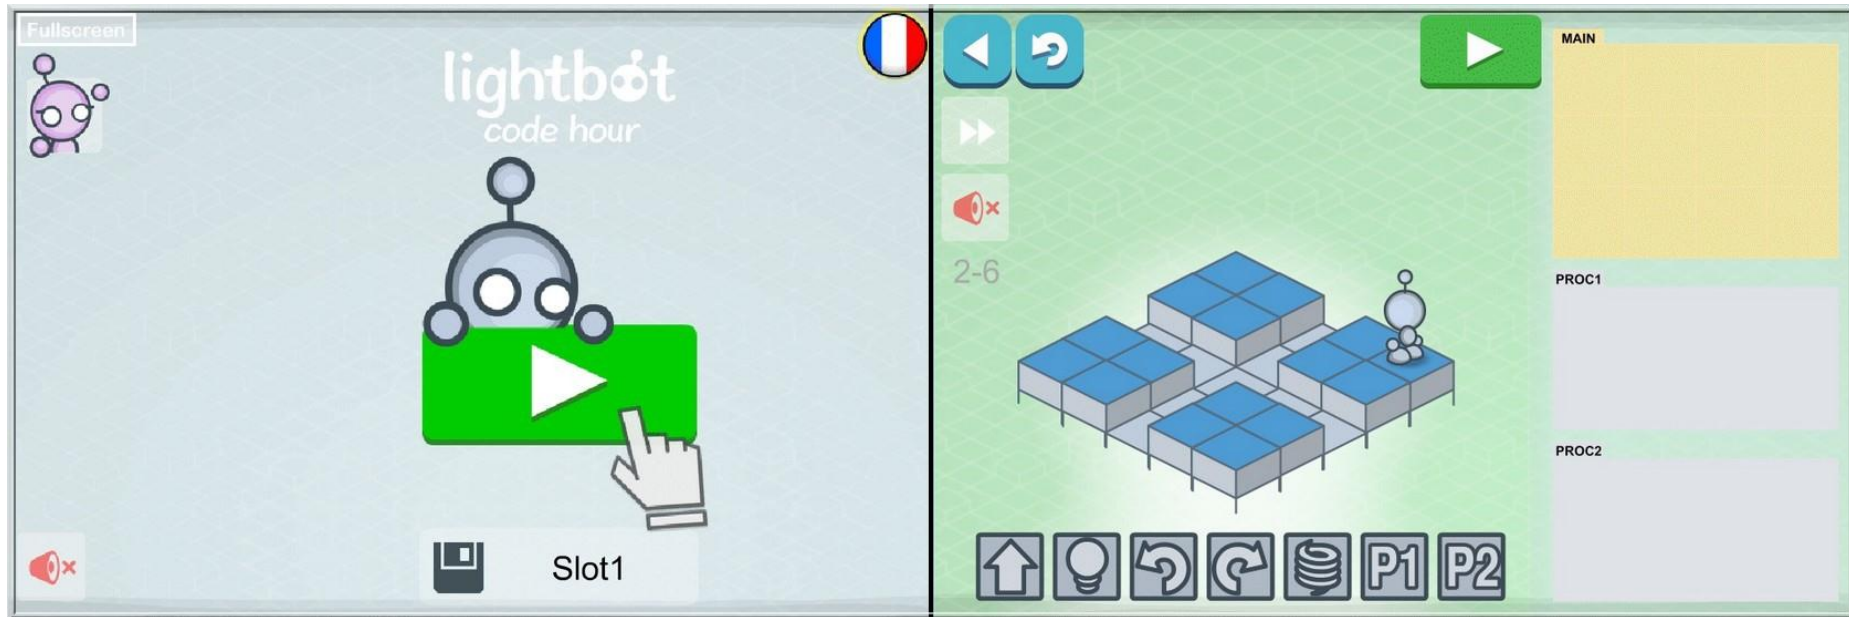 Fullscreen
lightbot
code hour
Slot1
2-6
MAIN
PROC1
PROC2
P1
P2